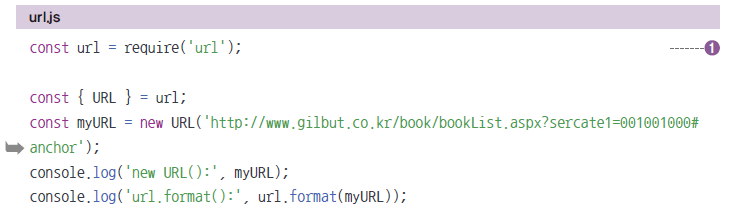 url.js
const url = require('url'); -------❶
const { URL } = url;
const myURL = new URL('http://www.gilbut.co.kr/book/bookList.aspx?sercate1=001001000#
anchor');
console.log('new URL():', myURL);
console.log('url.format():', url.format(myURL));